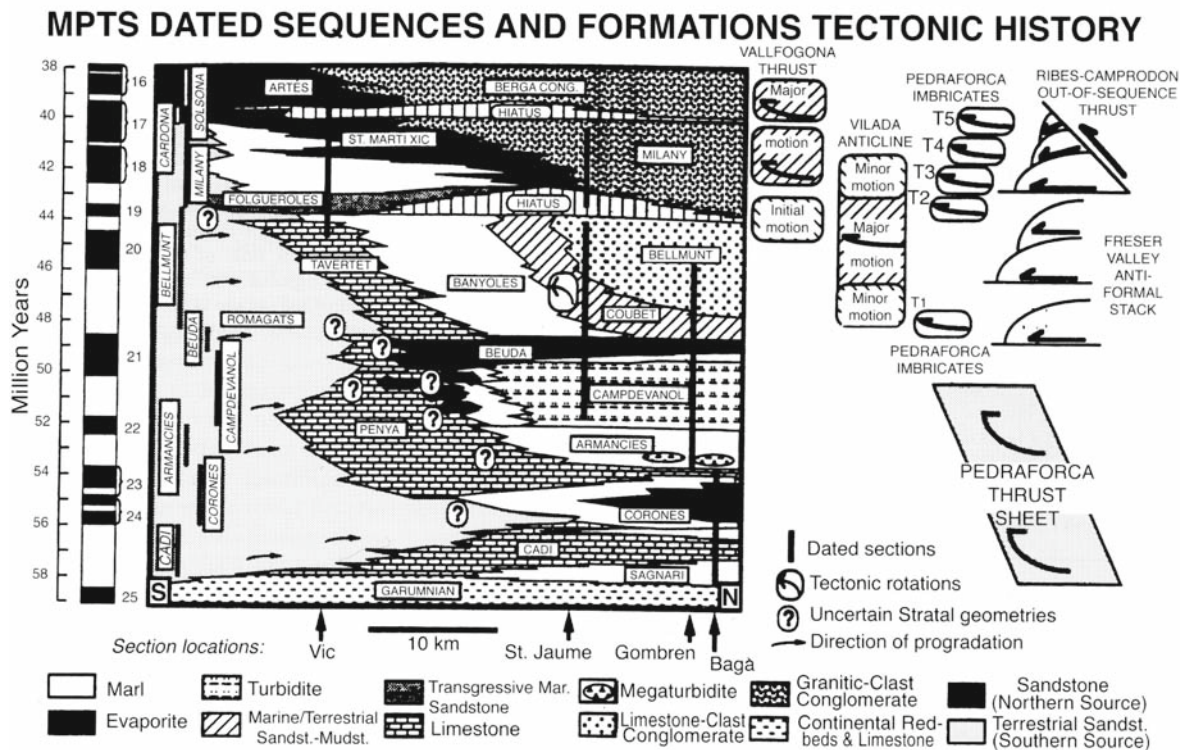 MPTS DATED SEQUENCES AND FORMATIONS TECTONIC HISTORY
VALLFOGONA
THRUST
Major
motion
Initial
motion
VILADA
ANTICLINE
Minor
motion
Major
Minor
motion
PEDRAFORCA
IMBRICATES
T5
T4
T3
T2
T1
PEDRAFORCA
IMBRICATES
RIBES-CAMPRODON
OUT-OF-SEQUENCE
THRUST
FRESER
VALLEY
ANTI-
FORMAL
STACK
PEDRAFORCA
THRUST
SHEET
Million Years
38
40
42
44
46
48
50
52
54
56
58
16
17
18
19
20
21
22
23
24
25
CARDONA
SOLSONA
MILANY
BELLMUNT
BEUDA
CAMPDEVANOL
ARMANCIES
CORONES
CADI
ARTÉS
BERGA CONG.
HIATUS
ST. MARTI XIC
MILANY
FOLGUEROLES
HIATUS
?
TAVERTET
BELLMUNT
BANYOLES
COUBET
ROMAGATS
?
?
BEUDA
?
?
CAMPDEVANOL
?
PENYA
ARMANCIES
?
CORONES
?
CADI
SAGNARI
GARUMNIAN
S
N
Dated sections
Tectonic rotations
? Uncertain Stratal geometries
Direction of progradation
Section locations:
Vic
10 km
St. Jaume
Gombren
Bagà
Marl
Turbidite
Transgressive Mar.
Sandstone
Megaturbidite
Granitic-Clast
Conglomerate
Sandstone
(Northern Source)
Evaporite
Marine/Terrestrial
Sandst.-Mudst.
Limestone
Limestone-Clast
Conglomerate
Continental Red-
beds & Limestone
Terrestrial Sandst.
(Southern Source)